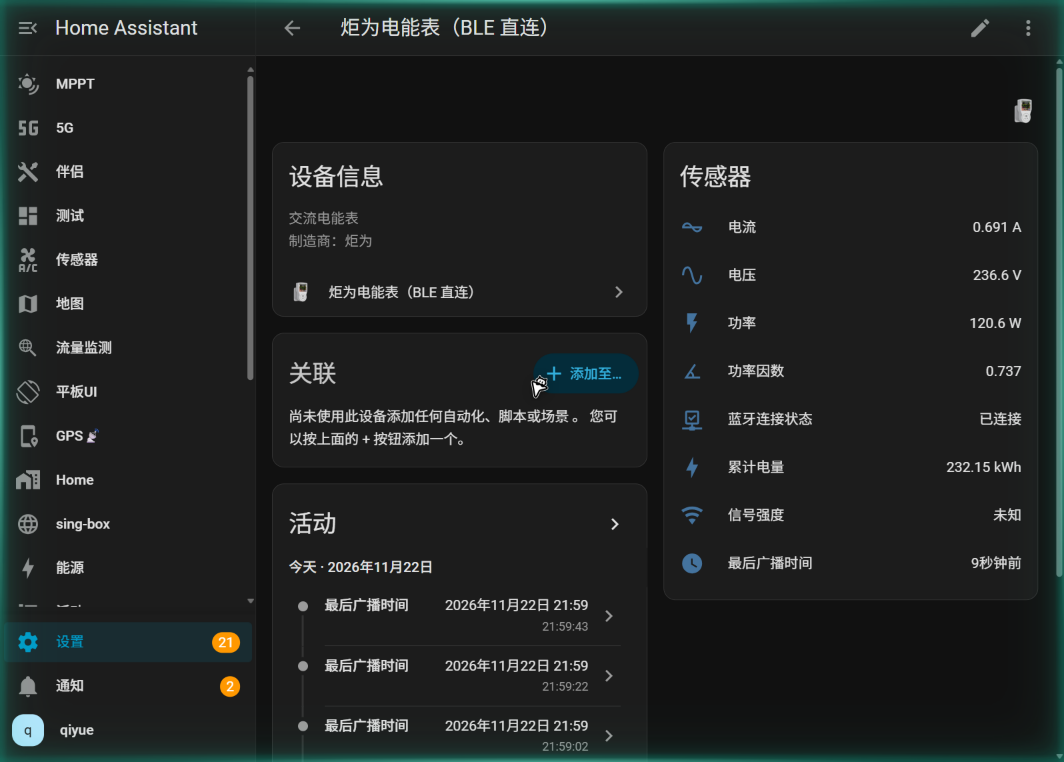 Home Assistant
炬为电能表（BLE 直连）
MPPT
5G
5G
伴侣
测试
A/C
传感器
地图
流量监测
平板UI
GPS
Home
sing-box
能源
设置
21
通知
2
q
qiyue
设备信息
交流电能表
制造商：炬为
炬为电能表（BLE 直连）
关联
添加至...
尚未使用此设备添加任何自动化、脚本或场景 。 您可
以按上面的 + 按钮添加一个。
活动
今天 · 2026年11月22日
最后广播时间 2026年11月22日 21:59
21:59:43
最后广播时间 2026年11月22日 21:59
21:59:22
最后广播时间 2026年11月22日 21:59
21:59:02
传感器
电流 0.691 A
电压 236.6 V
功率 120.6 W
功率因数 0.737
蓝牙连接状态 已连接
累计电量 232.15 kWh
信号强度 未知
最后广播时间 9秒钟前